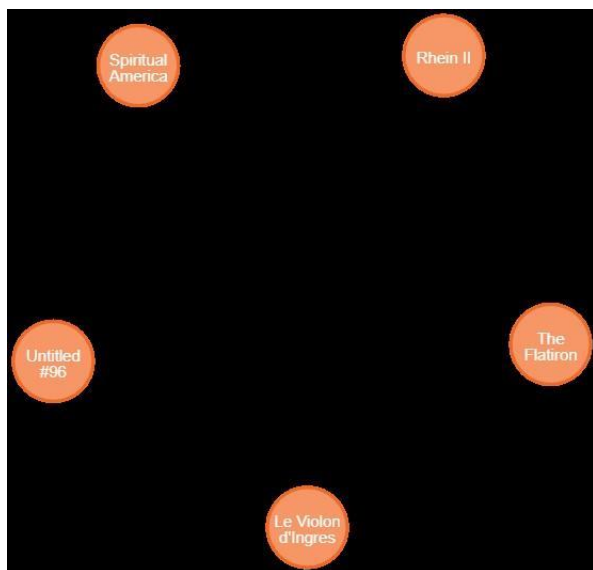 Spiritual
America
Rhein II
Untitled
#96
The
Flatiron
Le Violon
d'Ingres